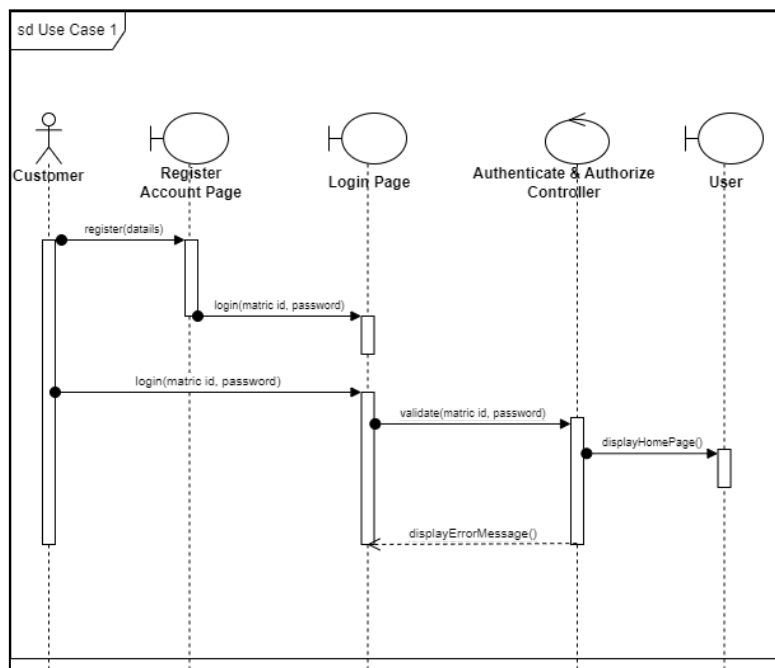 sd Use Case 1
Customer
Register
Account Page
Login Page
Authenticate & Authorize
Controller
User
register(datails)
login(matric id, password)
login(matric id, password)
validate(matric id, password)
displayHomePage()
displayErrorMessage()